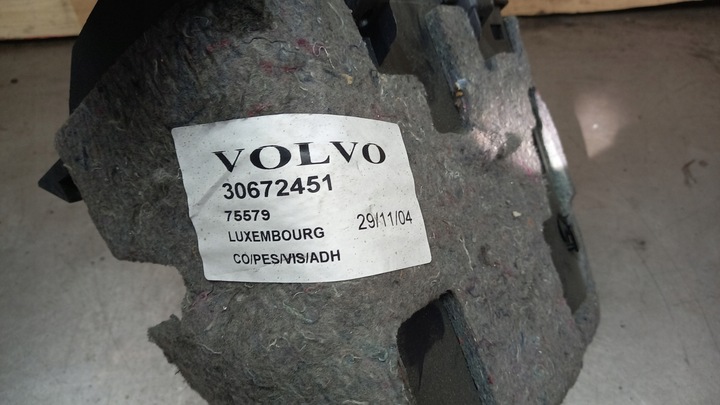 VOLVO
30672451
75579
29/11/04
LUXEMBOURG
CO/PES/VIS/ADH